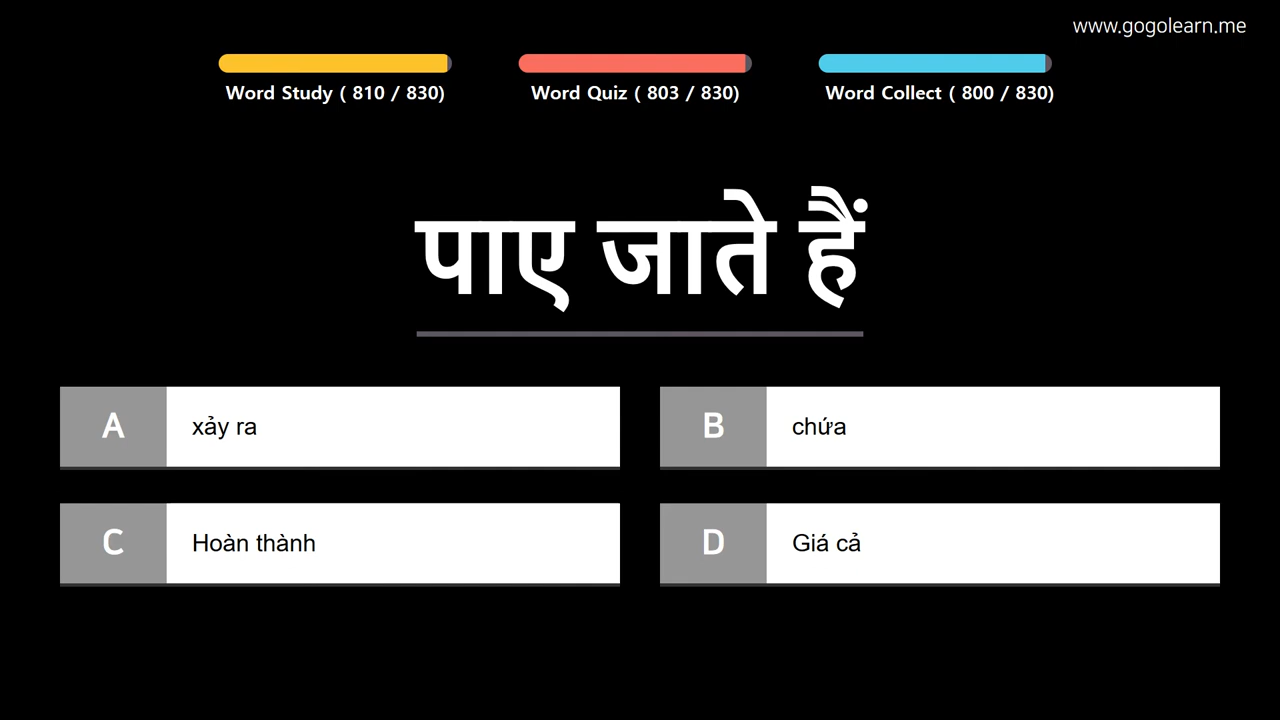 www.gogolearn.me
Word Study ( 810 / 830)
Word Quiz ( 803 / 830)
Word Collect ( 800 / 830)
पाए जाते हैं
A xảy ra
B chứa
C Hoàn thành
D Giá cả